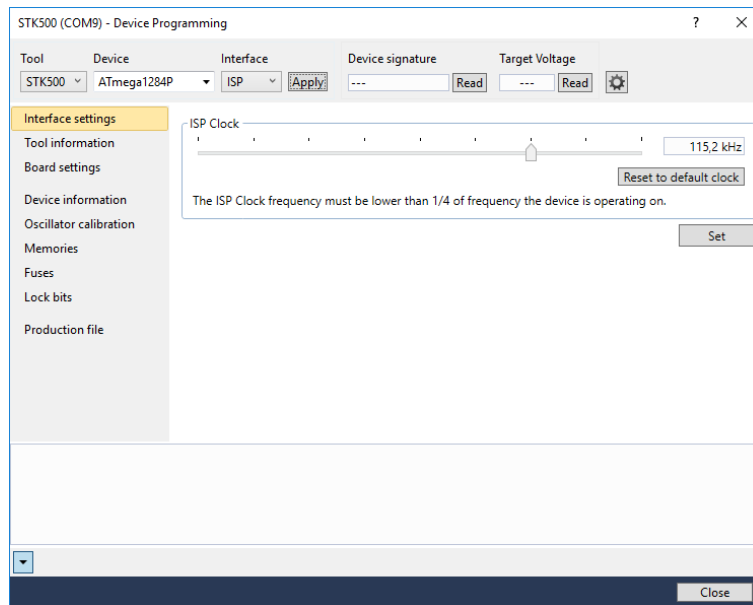 STK500 (COM9) - Device Programming
Tool Device Interface Device signature Target Voltage
STK500 ATmega1284P ISP Apply --- Read --- Read
Interface settings
Tool information
Board settings
Device information
Oscillator calibration
Memories
Fuses
Lock bits
Production file
ISP Clock
115,2 kHz
Reset to default clock
The ISP Clock frequency must be lower than 1/4 of frequency the device is operating on.
Set
Close